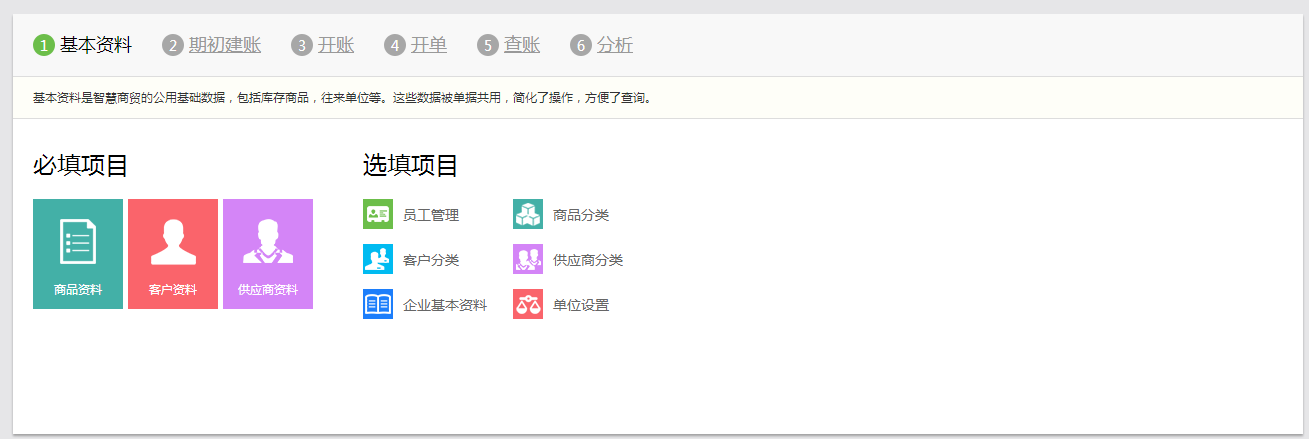 1 基本资料 2 期初建账 3 开账 4 开单 5 查账 6 分析
基本资料是智慧商贸的公用基础数据，包括库存商品，往来单位等。这些数据被单据共用，简化了操作，方便了查询。
必填项目
商品资料 客户资料 供应商资料
选填项目
员工管理 商品分类
客户分类 供应商分类
企业基本资料 单位设置